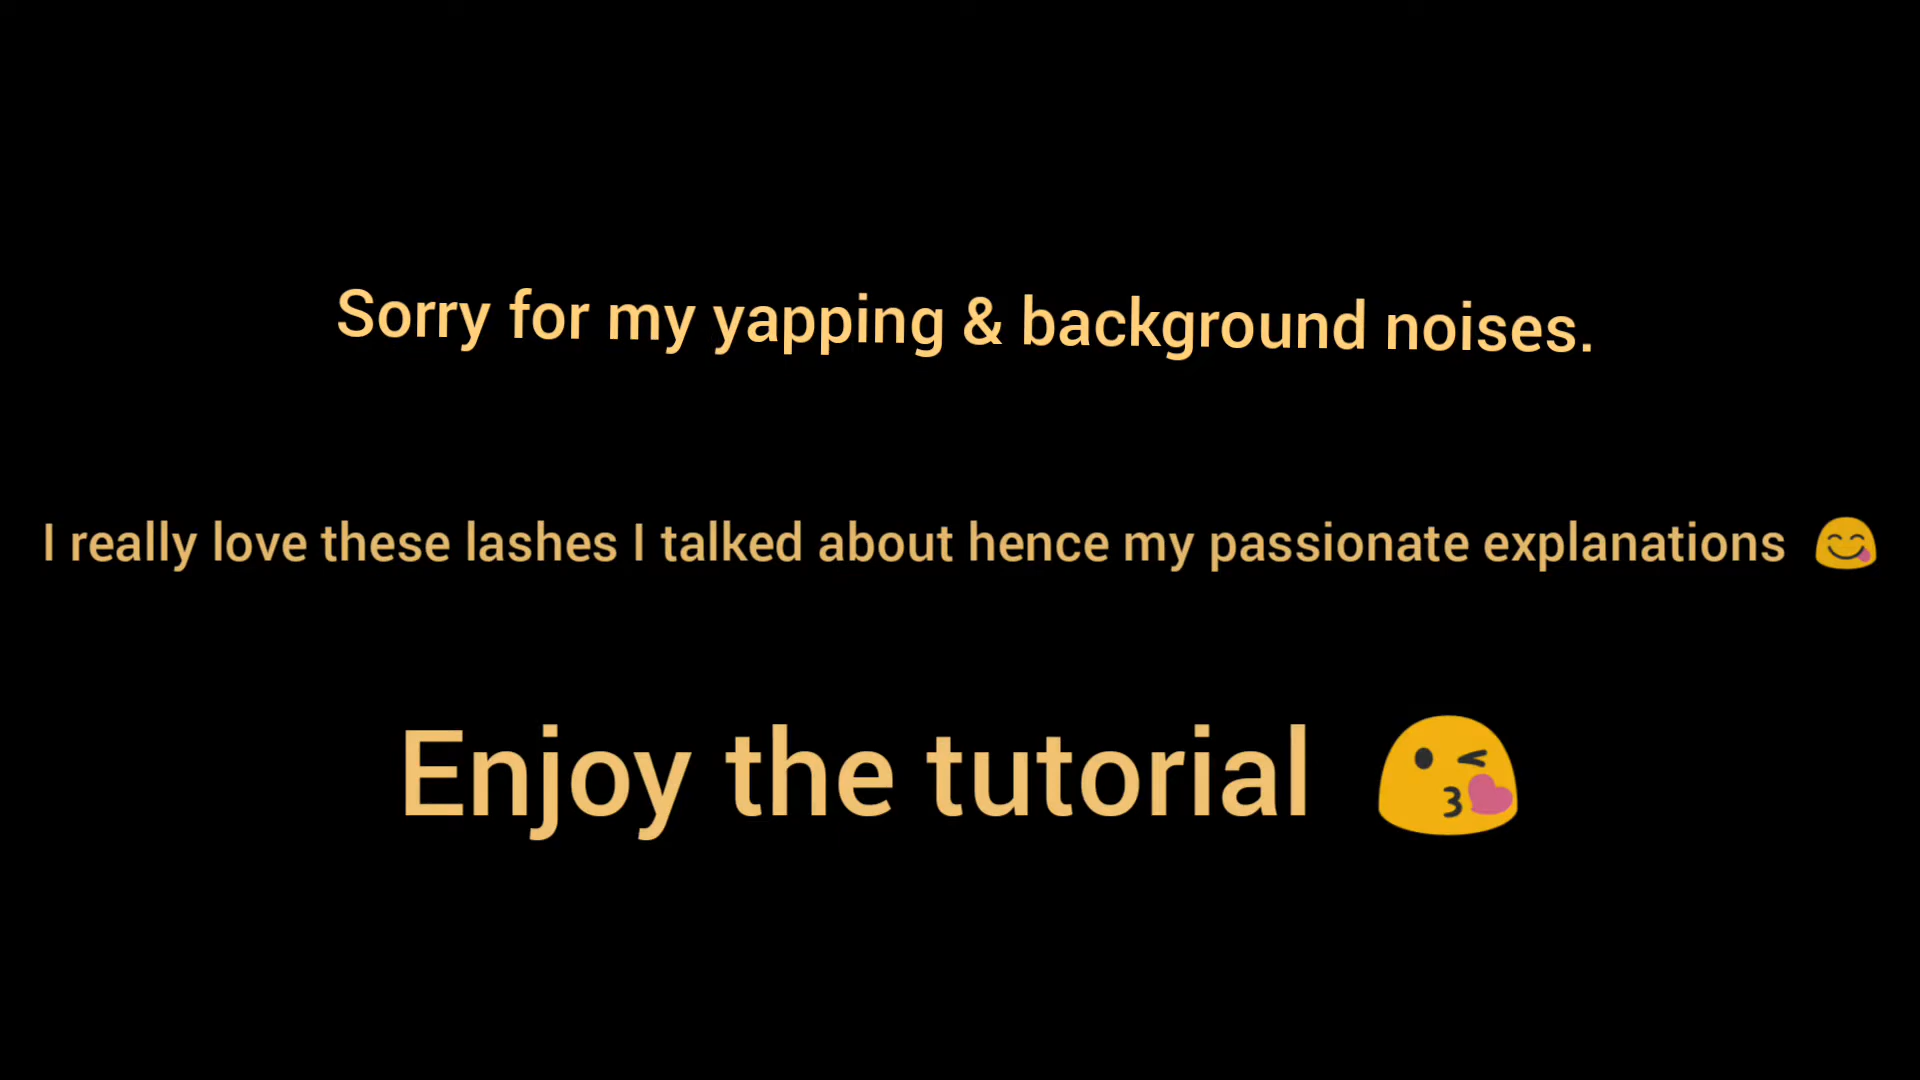 Sorry for my yapping & background noises.
I really love these lashes I talked about hence my passionate explanations 😋
Enjoy the tutorial 😘